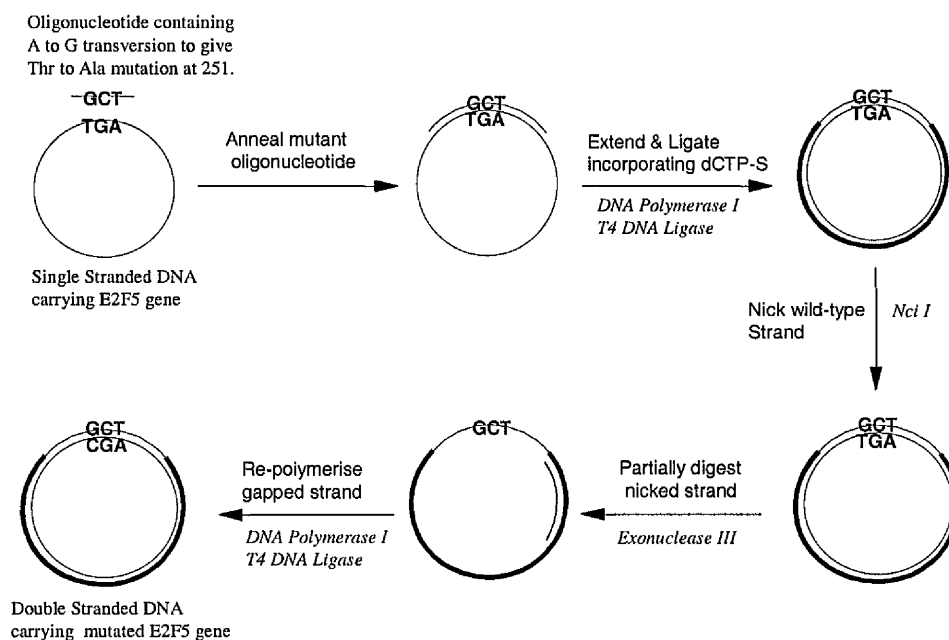 Oligonucleotide containing
A to G transversion to give
Thr to Ala mutation at 251.
GCT
TGA
Single Stranded DNA
carrying E2F5 gene
Anneal mutant
oligonucleotide
GCT
TGA
Extend & Ligate
incorporating dCTP-S
DNA Polymerase I
T4 DNA Ligase
GCT
TGA
Nick wild-type
Strand
Nci I
GCT
TGA
Partially digest
nicked strand
Exonuclease III
GCT
Re-polymerise
gapped strand
DNA Polymerase I
T4 DNA Ligase
GCT
CGA
Double Stranded DNA
carrying mutated E2F5 gene